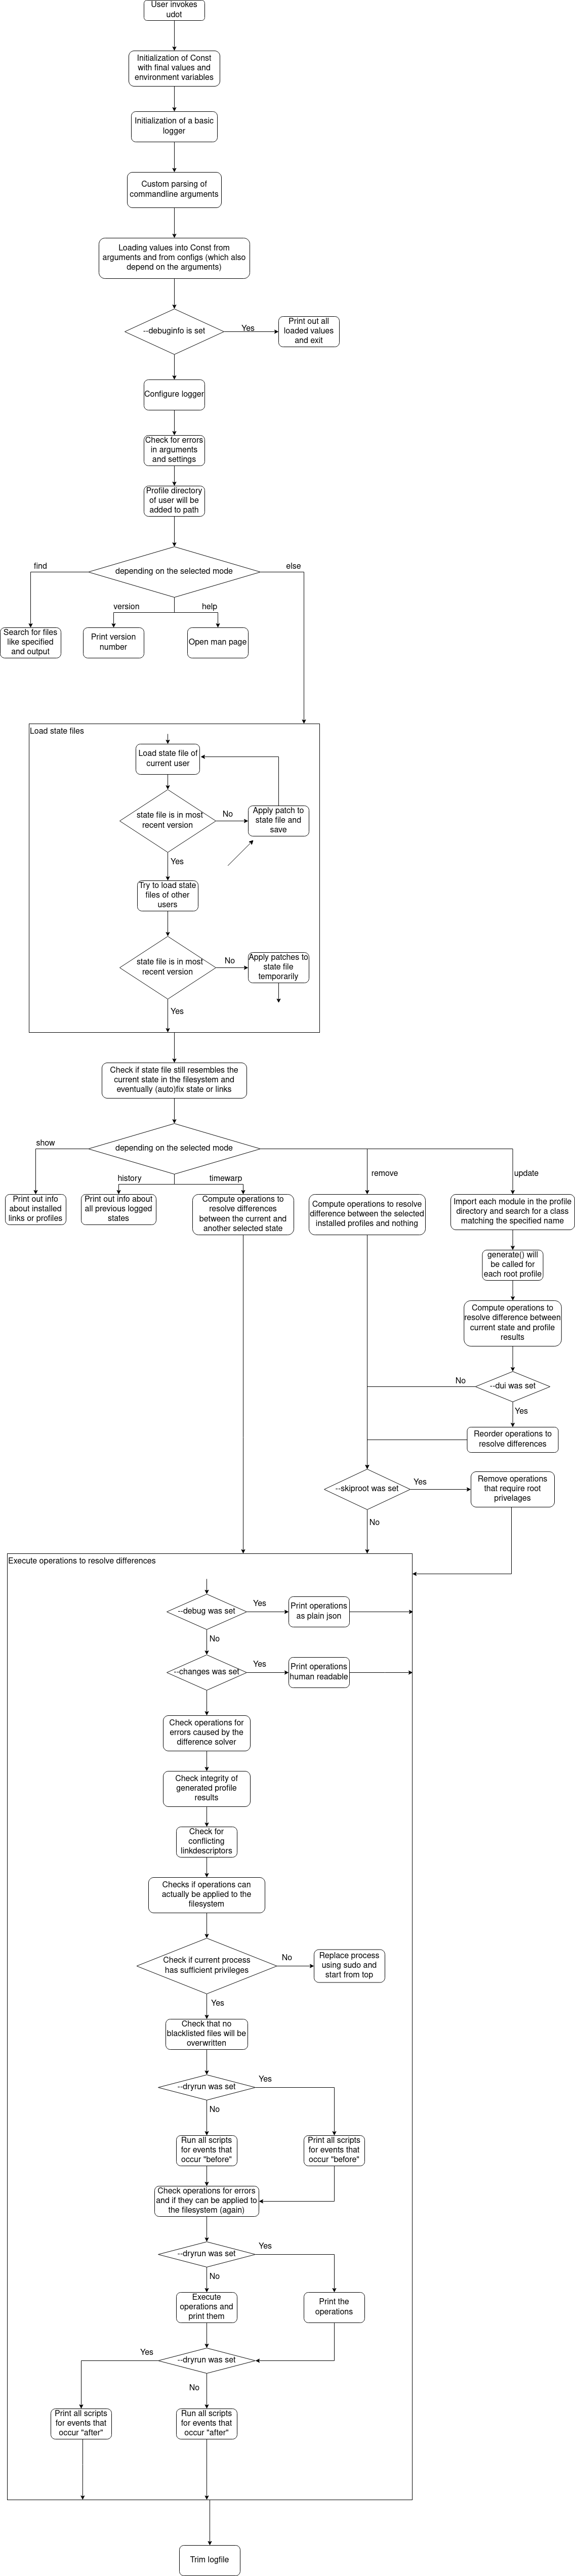 User invokes
udot
Initialization of Const
with final values and
environment variables
Initialization of a basic
logger
Custom parsing of
commandline arguments
Loading values into Const from
arguments and from configs (which also
depend on the arguments)
--debuginfo is set
Yes
Print out all
loaded values
and exit
Configure logger
Check for errors
in arguments
and settings
Profile directory
of user will be
added to path
depending on the selected mode
find
else
version
help
Search for files
like specified
and output
Print version
number
Open man page
Load state files
Load state file of
current user
state file is in most
recent version
No
Apply patch to
state file and
save
Yes
Try to load state
files of other
users
state file is in most
recent version
No
Apply patches to
state file
temporarily
Yes
Check if state file still resembles the
current state in the filesystem and
eventually (auto)fix state or links
depending on the selected mode
show
history
timewarp
remove
update
Print out info
about installed
links or profiles
Print out info about
all previous logged
states
Compute operations to
resolve differences
between the current and
another selected state
Compute operations to resolve
difference between the selected
installed profiles and nothing
Import each module in the profile
directory and search for a class
matching the specified name
generate() will
be called for
each root profile
Compute operations to
resolve difference between
current state and profile
results
--dui was set
No
Yes
Reorder operations to
resolve differences
--skiproot was set
Yes
Remove operations
that require root
privelages
No
Execute operations to resolve differences
--debug was set
Yes
Print operations
as plain json
No
--changes was set
Yes
Print operations
human readable
Check operations for
errors caused by the
difference solver
Check integrity of
generated profile
results
Check for
conflicting
linkdescriptors
Checks if operations can
actually be applied to the
filesystem
Check if current process
has sufficient privileges
No
Replace process
using sudo and
start from top
Yes
Check that no
blacklisted files will be
overwritten
--dryrun was set
Yes
No
Run all scripts
for events that
occur "before"
Print all scripts
for events that
occur "before"
Check operations for errors
and if they can be applied to
the filesystem (again)
--dryrun was set
Yes
No
Execute
operations and
print them
Print the
operations
--dryrun was set
Yes
No
Print all scripts
for events that
occur "after"
Run all scripts
for events that
occur "after"
Trim logfile